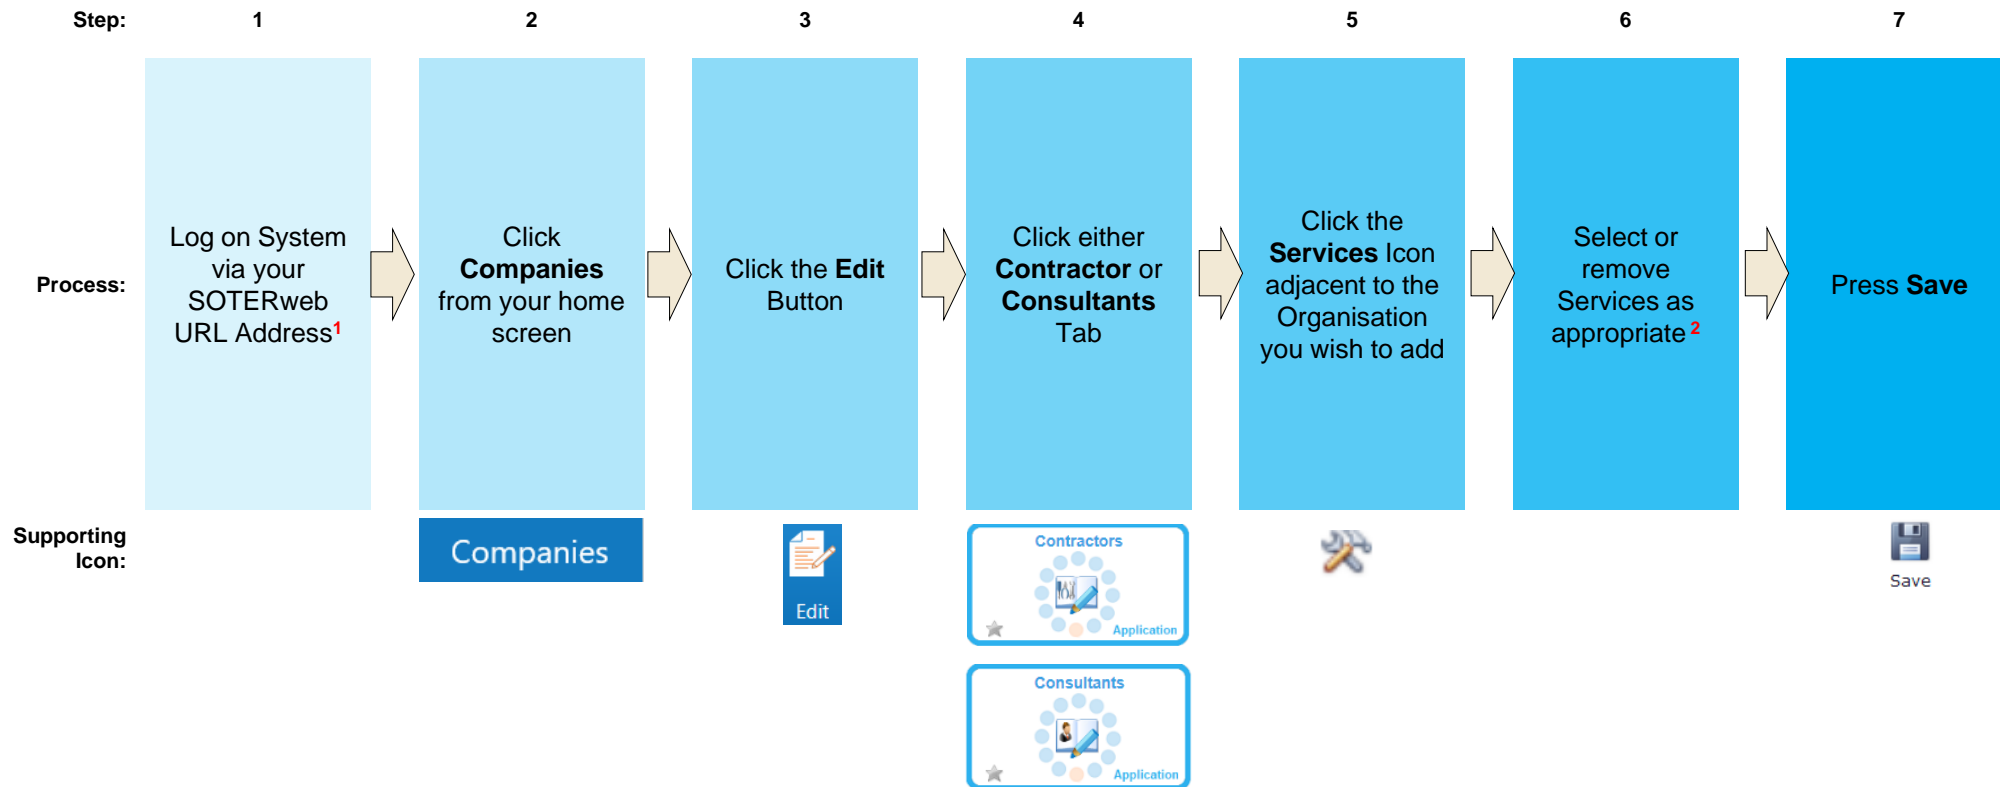 Step: 1 2 3 4 5 6 7
Process:
Log on System
via your
SOTERweb
URL Address1
Click
Companies
from your home
screen
Click the Edit
Button
Click either
Contractor or
Consultants
Tab
Click the
Services Icon
adjacent to the
Organisation
you wish to add
Select or
remove
Services as
appropriate 2
Press Save
Supporting
Icon:
Companies
Edit
Contractors
Application
Consultants
Application
Save